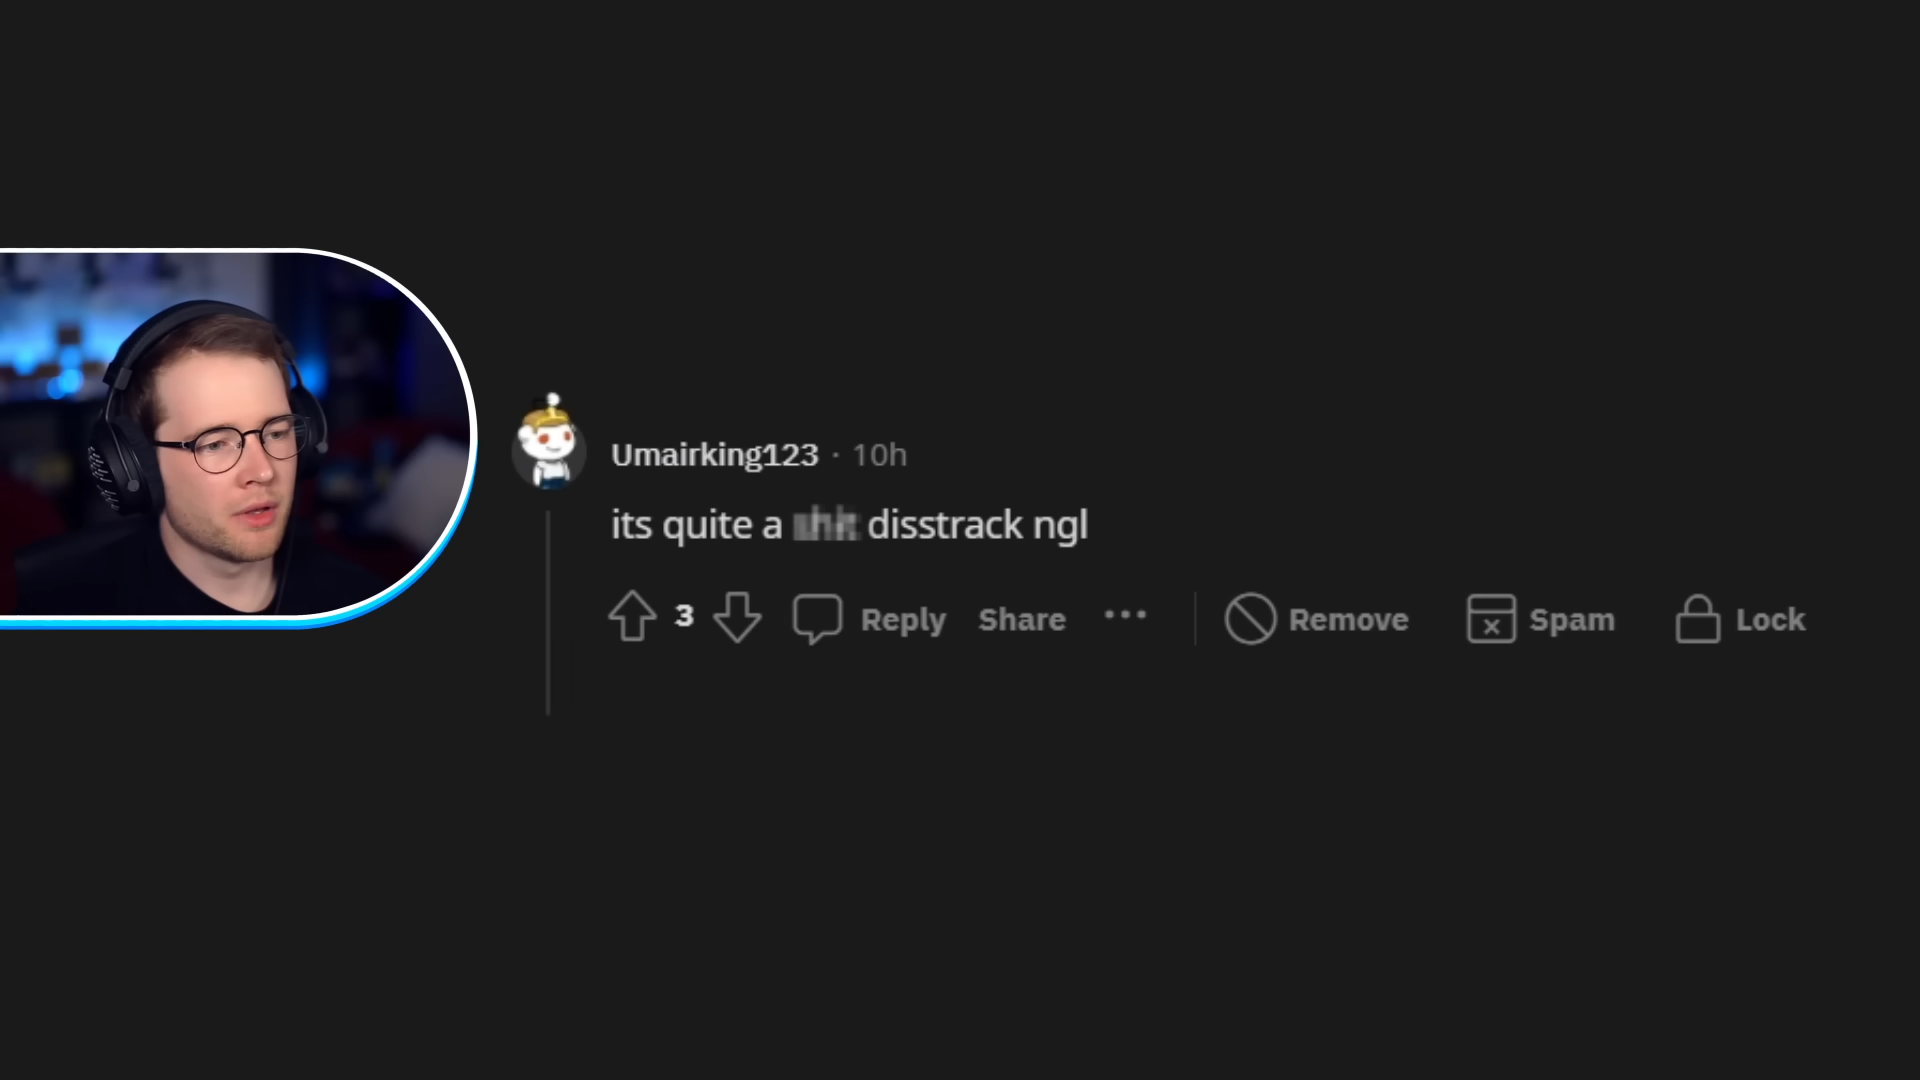 Umairking123 · 10h
its quite a disstrack ngl
3 Reply Share ··· Remove Spam Lock